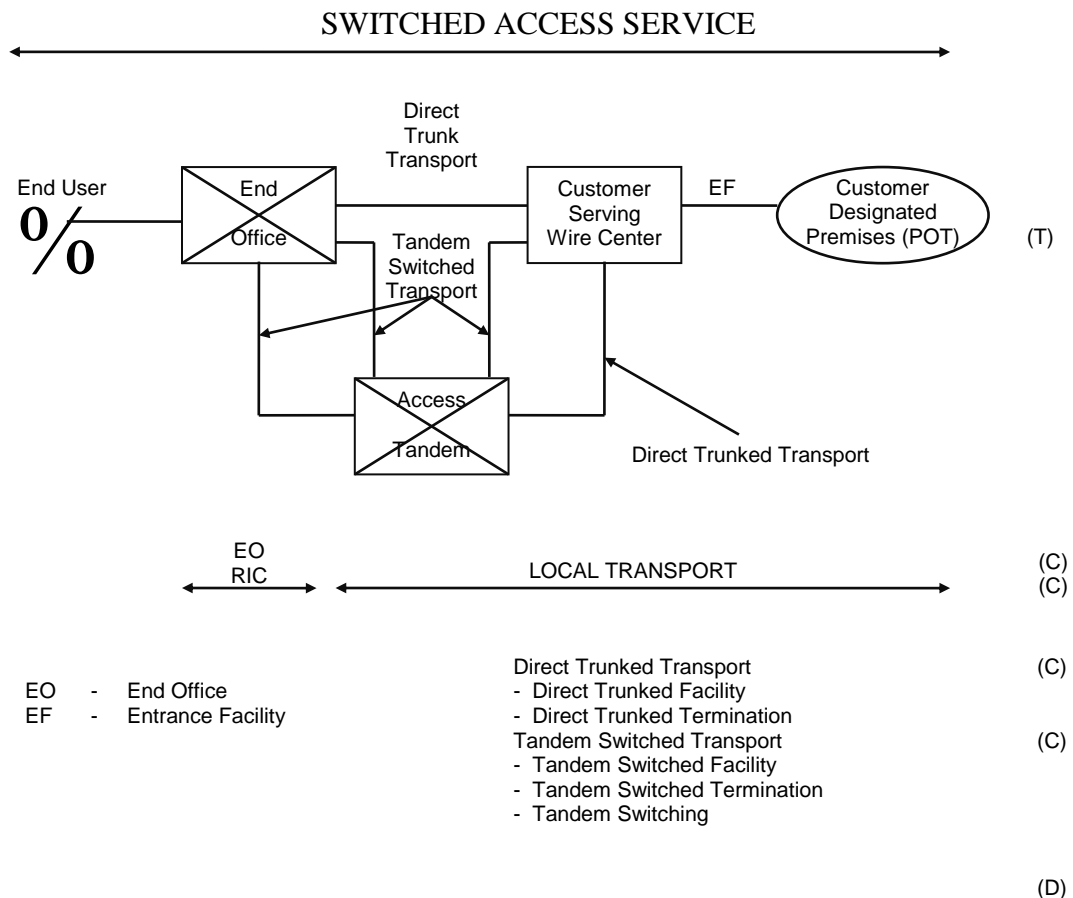 SWITCHED ACCESS SERVICE
Direct
Trunk
Transport
End User
0/0
End
Office
Customer
Serving
Wire Center
EF
Customer
Designated
Premises (POT)
(T)
Tandem
Switched
Transport
Access
Tandem
Direct Trunked Transport
EO
RIC
LOCAL TRANSPORT
(C)
(C)
EO - End Office
EF - Entrance Facility
Direct Trunked Transport (C)
- Direct Trunked Facility
- Direct Trunked Termination
Tandem Switched Transport (C)
- Tandem Switched Facility
- Tandem Switched Termination
- Tandem Switching
(D)